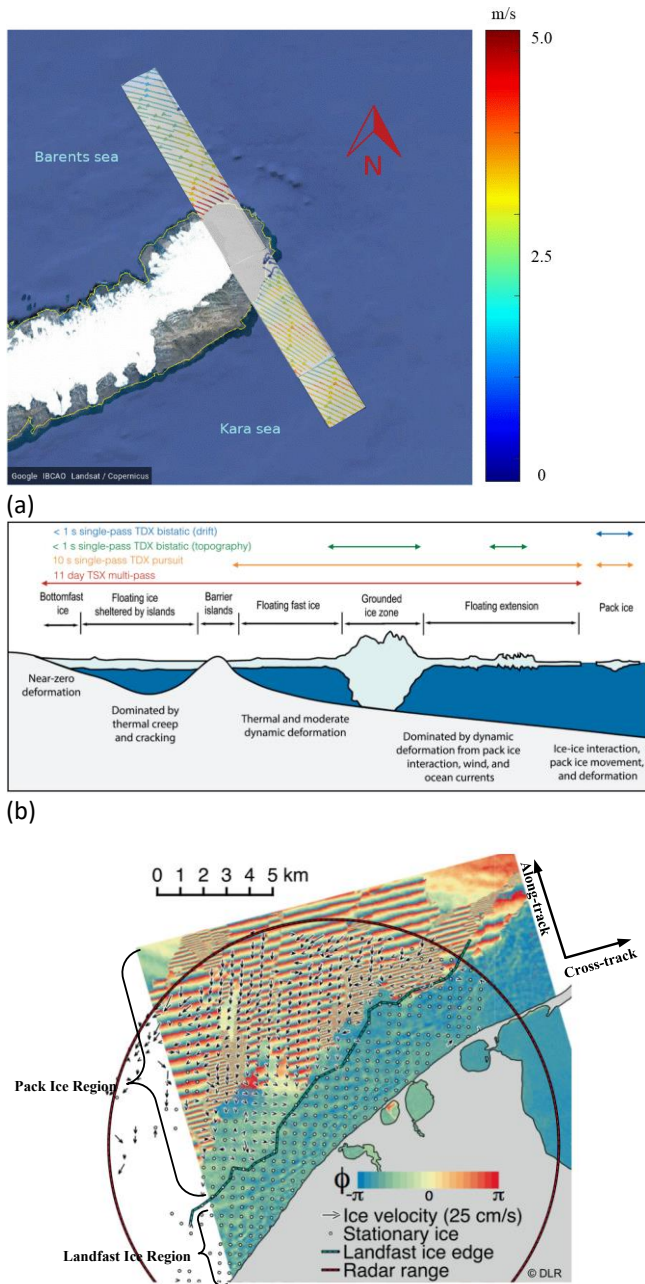 m/s
5.0
Barents sea
N
2.5
Kara sea
0
Google IBCAO Landsat / Copernicus
(a)
< 1 s single-pass TDX bistatic (drift)
< 1 s single-pass TDX bistatic (topography)
10 s single-pass TDX pursuit
11 day TSX multi-pass
Bottomfast ice
Floating ice sheltered by islands
Barrier islands
Floating fast ice
Grounded ice zone
Floating extension
Pack ice
Near-zero deformation
Dominated by thermal creep and cracking
Thermal and moderate dynamic deformation
Dominated by dynamic deformation from pack ice interaction, wind, and ocean currents
Ice-ice interaction, pack ice movement, and deformation
(b)
0 1 2 3 4 5 km
Along-track
Cross-track
Pack Ice Region
Landfast Ice Region
ϕ
-π 0 π
Ice velocity (25 cm/s)
Stationary ice
Landfast ice edge
Radar range
© DLR